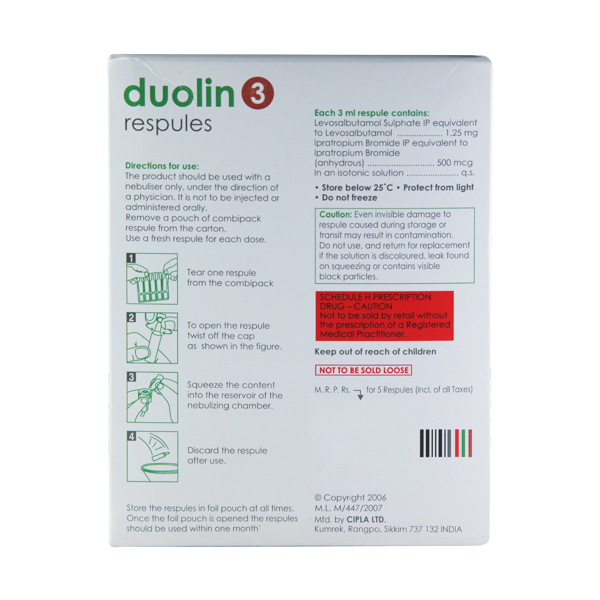 duolin 3
respules
Directions for use:
The product should be used with a
nebuliser only, under the direction of
a physician. It is not to be injected or
administered orally.
Remove a pouch of combipack
respule from the carton.
Use a fresh respule for each dose.
1
Tear one respule
from the combipack
2
To open the respule
twist off the cap
as shown in the figure.
3
Squeeze the content
into the reservoir of the
nebulizing chamber.
4
Discard the respule
after use.
Store the respules in foil pouch at all times.
Once the foil pouch is opened the respules
should be used within one month
Each 3 ml respule contains:
Levosalbutamol Sulphate IP equivalent
to Levosalbutamol .................. 1.25 mg
Ipratropium Bromide IP equivalent to
Ipratropium Bromide
(anhydrous) ........................... 500 mcg
In an isotonic solution ..................... q.s.
• Store below 25°C • Protect from light
• Do not freeze
Caution: Even invisible damage to
respule caused during storage or
transit may result in contamination.
Do not use, and return for replacement
if the solution is discoloured, leak found
on squeezing or contains visible
black particles.
SCHEDULE H PRESCRIPTION
DRUG – CAUTION
Not to be sold by retail without
the prescription of a Registered
Medical Practitioner.
Keep out of reach of children
NOT TO BE SOLD LOOSE
M. R. P. Rs. for 5 Respules (Incl. of all Taxes)
© Copyright 2006
M.L. M/447/2007
Mfd. by CIPLA LTD.
Kumrek, Rangpo, Sikkim 737 132 INDIA